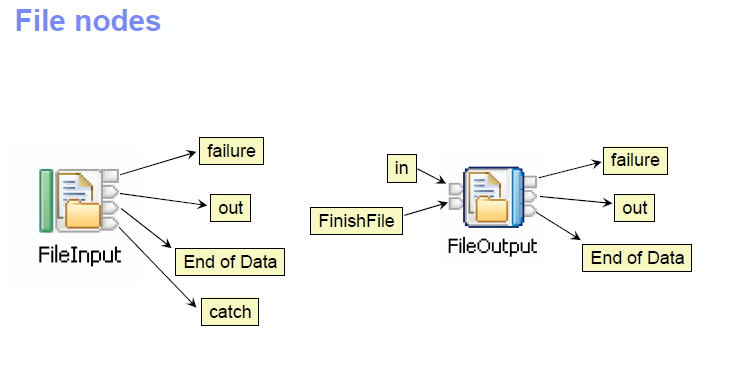 File nodes
failure
out
End of Data
catch
FileInput
in
FinishFile
failure
out
End of Data
FileOutput